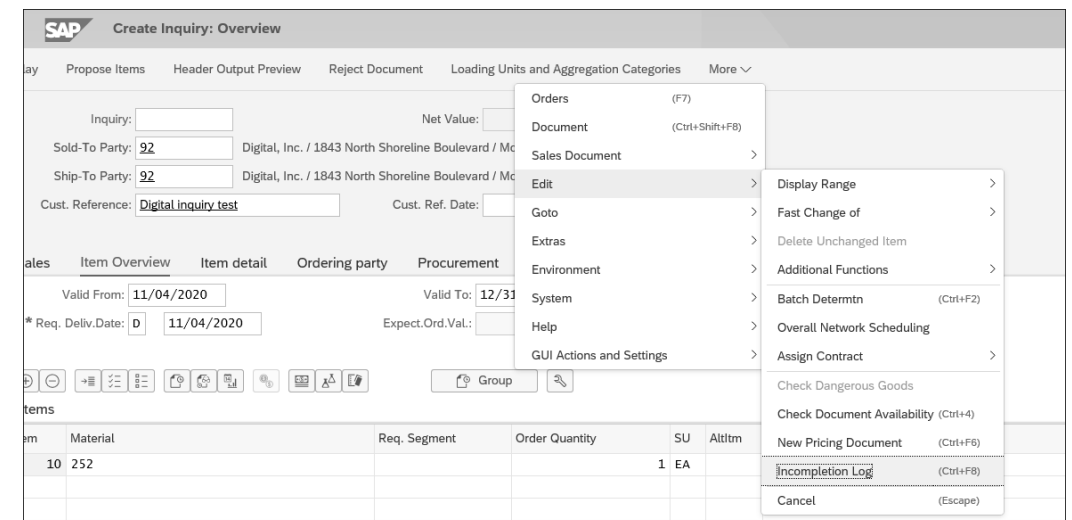 SAP Create Inquiry: Overview
lay Propose Items Header Output Preview Reject Document Loading Units and Aggregation Categories More
Orders (F7)
Inquiry: Net Value:
Document (Ctrl+Shift+F8)
Sold-To Party: 92 Digital, Inc. / 1843 North Shoreline Boulevard / Mo
Sales Document
Ship-To Party: 92 Digital, Inc. / 1843 North Shoreline Boulevard / Mo
Edit
Display Range
Cust. Reference: Digital inquiry test Cust. Ref. Date:
Goto
Fast Change of
Extras
Delete Unchanged Item
ales Item Overview Item detail Ordering party Procurement
Environment
Additional Functions
Valid From: 11/04/2020 Valid To: 12/31
System
Batch Determtn (Ctrl+F2)
* Req. Deliv.Date: D 11/04/2020 Expect.Ord.Val.:
Help
Overall Network Scheduling
GUI Actions and Settings
Assign Contract
Group
Check Dangerous Goods
tems
Check Document Availability (Ctrl+4)
em Material Req. Segment Order Quantity SU AltItm
New Pricing Document (Ctrl+F6)
10 252 1 EA
Incompletion Log (Ctrl+F8)
Cancel (Escape)